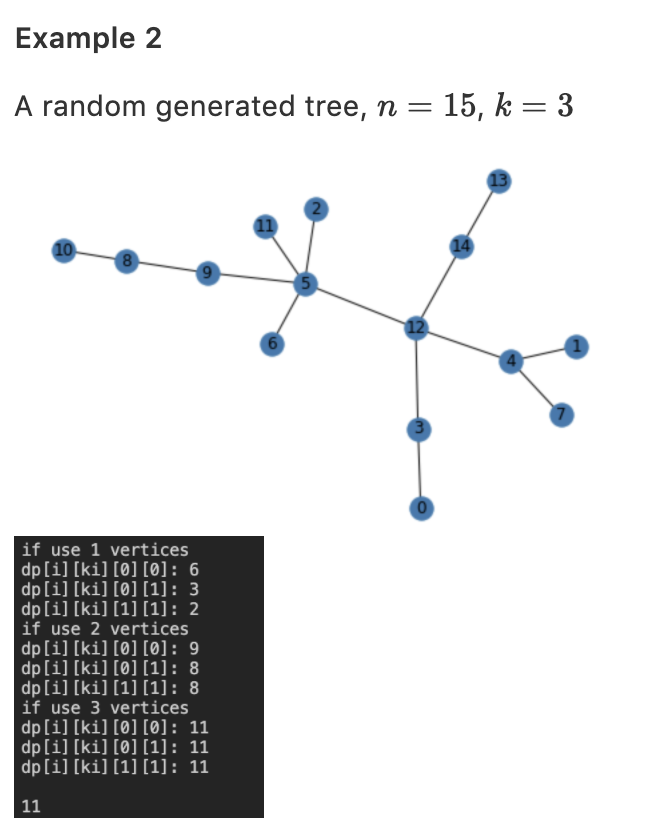 Example 2
A random generated tree, n = 15, k = 3
13
2
11
14
10
8
9
5
12
6
1
4
7
3
0
if use 1 vertices
dp[i][ki][0][0]: 6
dp[i][ki][0][1]: 3
dp[i][ki][1][1]: 2
if use 2 vertices
dp[i][ki][0][0]: 9
dp[i][ki][0][1]: 8
dp[i][ki][1][1]: 8
if use 3 vertices
dp[i][ki][0][0]: 11
dp[i][ki][0][1]: 11
dp[i][ki][1][1]: 11
11